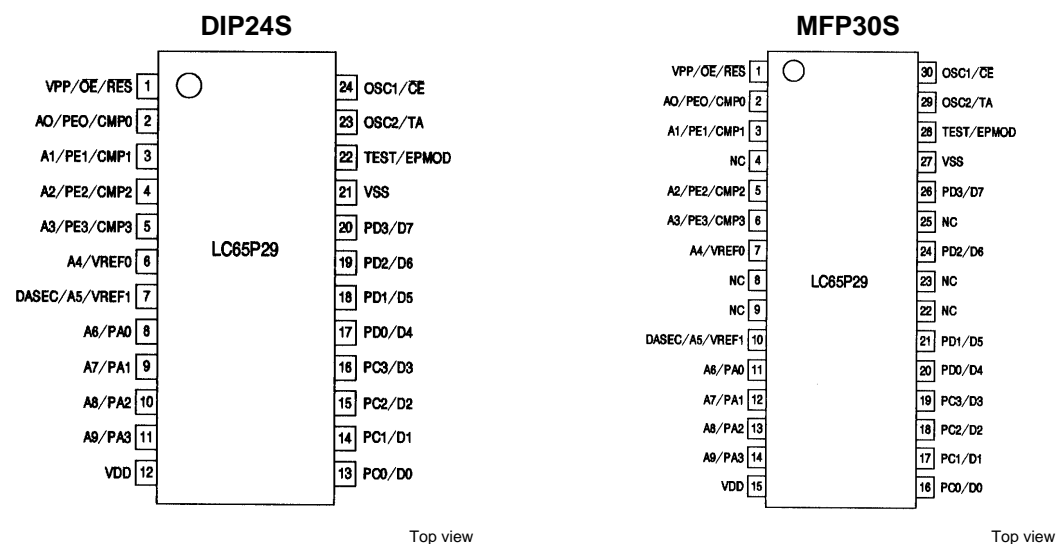 DIP24S
VPP/OE/RES 1
AO/PEO/CMP0 2
A1/PE1/CMP1 3
A2/PE2/CMP2 4
A3/PE3/CMP3 5
A4/VREF0 6
DASEC/A5/VREF1 7
A6/PA0 8
A7/PA1 9
A8/PA2 10
A9/PA3 11
VDD 12
LC65P29
24 OSC1/CE
23 OSC2/TA
22 TEST/EPMOD
21 VSS
20 PD3/D7
19 PD2/D6
18 PD1/D5
17 PD0/D4
16 PC3/D3
15 PC2/D2
14 PC1/D1
13 PC0/D0
Top view
MFP30S
VPP/OE/RES 1
AO/PEO/CMP0 2
A1/PE1/CMP1 3
NC 4
A2/PE2/CMP2 5
A3/PE3/CMP3 6
A4/VREF0 7
NC 8
NC 9
DASEC/A5/VREF1 10
A6/PA0 11
A7/PA1 12
A8/PA2 13
A9/PA3 14
VDD 15
LC65P29
30 OSC1/CE
29 OSC2/TA
28 TEST/EPMOD
27 VSS
26 PD3/D7
25 NC
24 PD2/D6
23 NC
22 NC
21 PD1/D5
20 PD0/D4
19 PC3/D3
18 PC2/D2
17 PC1/D1
16 PC0/D0
Top view